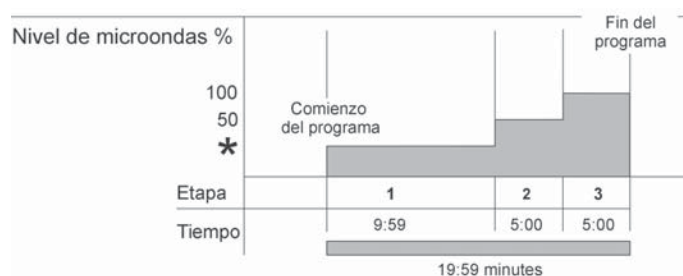 Nivel de microondas %
Fin del
programa
100
50
*
Comienzo
del programa
Etapa 1 2 3
Tiempo 9:59 5:00 5:00
19:59 minutes